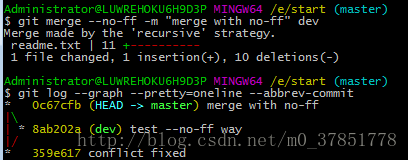 Administrator@LUWREHOKU6H9D3P MINGW64 /e/start (master)
$ git merge --no-ff -m "merge with no-ff" dev
Merge made by the 'recursive' strategy.
readme.txt | 11 +----------
1 file changed, 1 insertion(+), 10 deletions(-)
Administrator@LUWREHOKU6H9D3P MINGW64 /e/start (master)
$ git log --graph --pretty=oneline --abbrev-commit
*   0c67cfb (HEAD -> master) merge with no-ff
|\
| * 8ab202a (dev) test --no-ff way
|/
*   359e617 conflict fixed
http://blog.csdn.net/m0_37851778